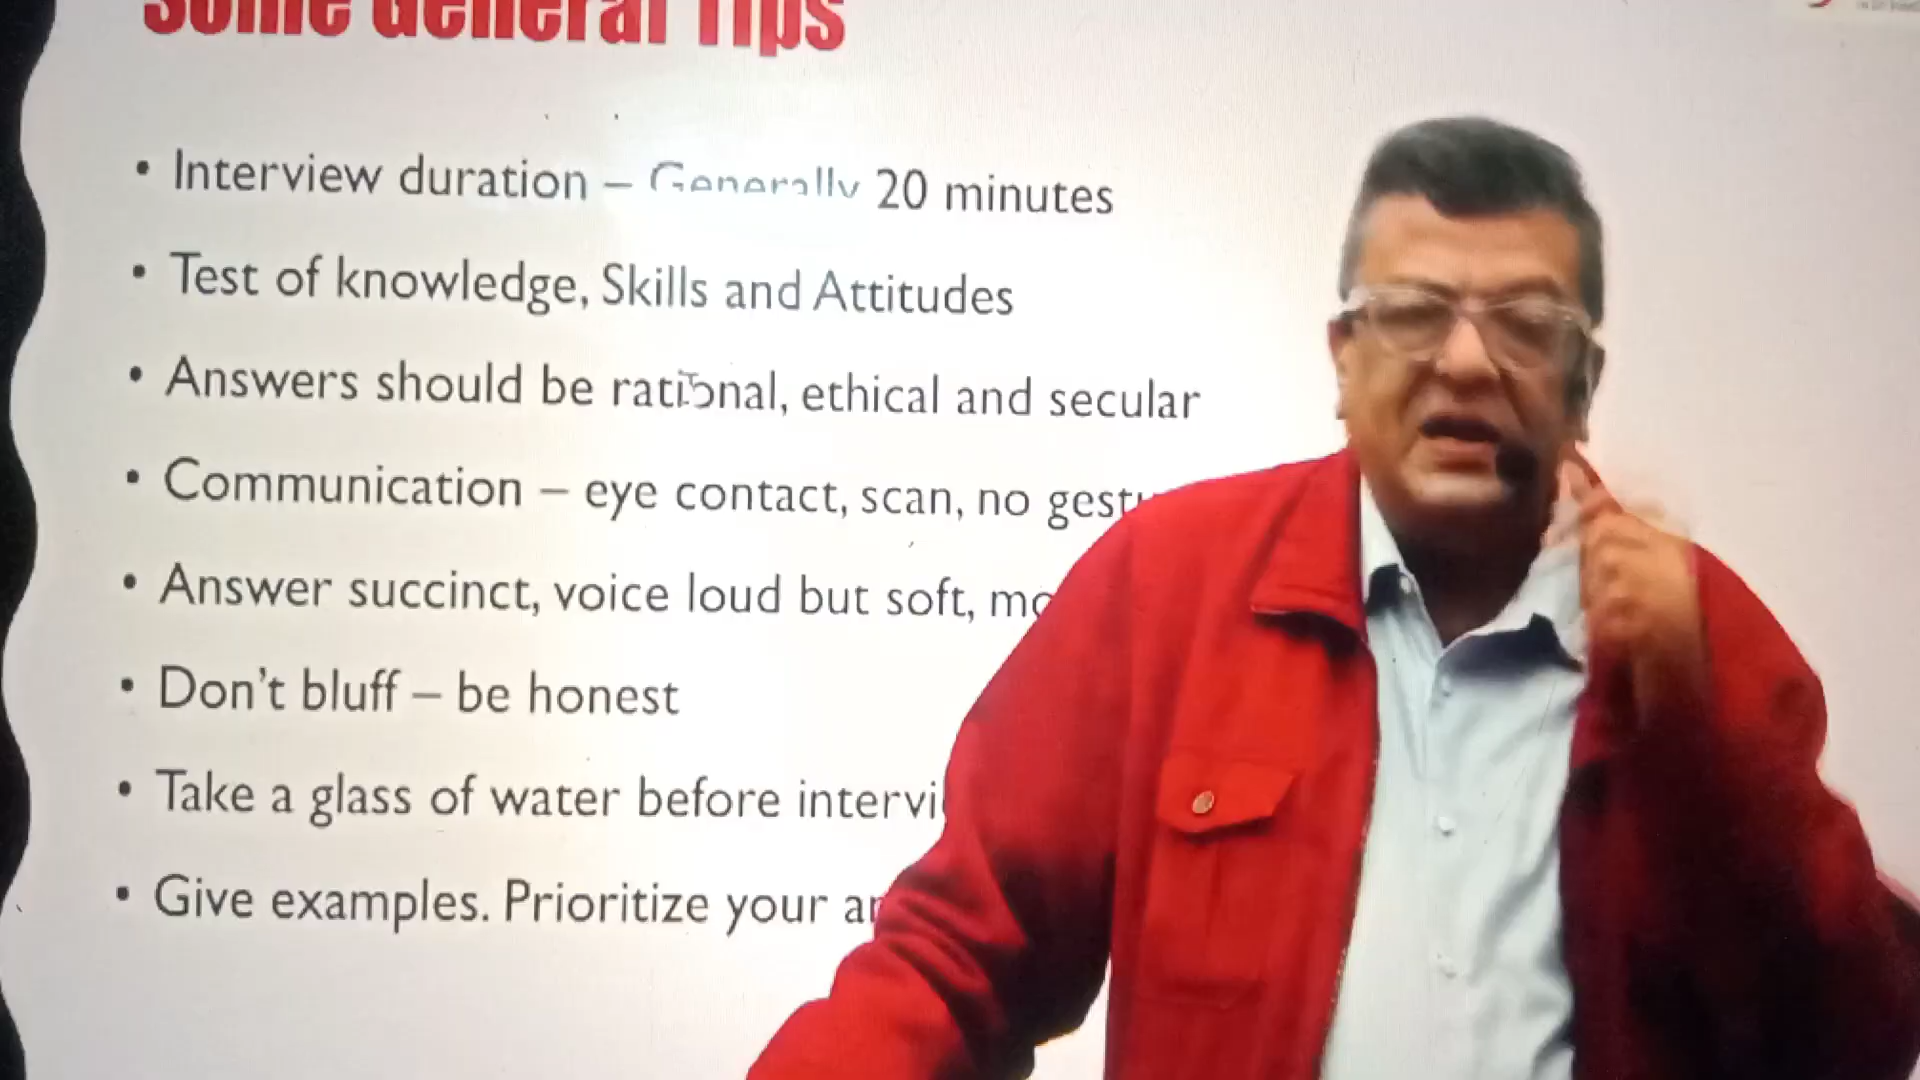 Some General Tips
• Interview duration – Generally 20 minutes
• Test of knowledge, Skills and Attitudes
• Answers should be rational, ethical and secular
• Communication – eye contact, scan, no
• Answer succinct, voice loud but soft,
• Don't bluff – be honest
• Take a glass of water before
• Give examples. Prioritize your